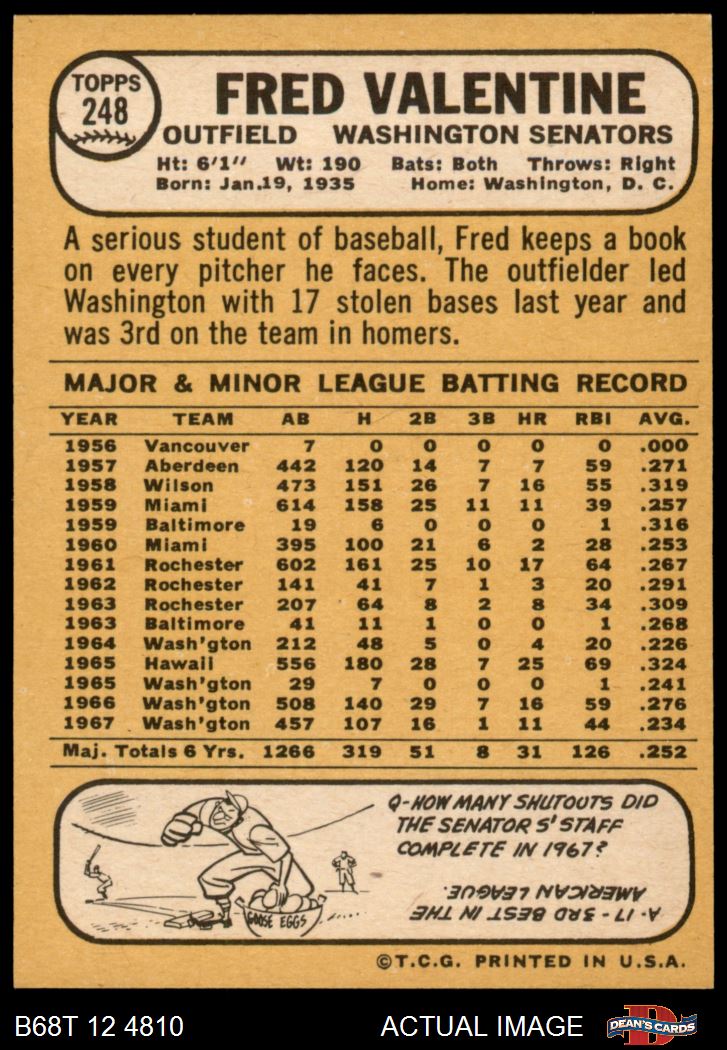 TOPPS
248
FRED VALENTINE
OUTFIELD WASHINGTON SENATORS
Ht: 6'1" Wt: 190 Bats: Both Throws: Right
Born: Jan.19, 1935 Home: Washington, D. C.
A serious student of baseball, Fred keeps a book
on every pitcher he faces. The outfielder led
Washington with 17 stolen bases last year and
was 3rd on the team in homers.
MAJOR & MINOR LEAGUE BATTING RECORD
YEAR TEAM AB H 2B 3B HR RBI AVG.
1956 Vancouver 7 0 0 0 0 0 .000
1957 Aberdeen 442 120 14 7 7 59 .271
1958 Wilson 473 151 26 7 16 55 .319
1959 Miami 614 158 25 11 11 39 .257
1959 Baltimore 19 6 0 0 0 1 .316
1960 Miami 395 100 21 6 2 28 .253
1961 Rochester 602 161 25 10 17 64 .267
1962 Rochester 141 41 7 1 3 20 .291
1963 Rochester 207 64 8 2 8 34 .309
1963 Baltimore 41 11 1 0 0 1 .268
1964 Wash'gton 212 48 5 0 4 20 .226
1965 Hawaii 556 180 28 7 25 69 .324
1965 Wash'gton 29 7 0 0 0 1 .241
1966 Wash'gton 508 140 29 7 16 59 .276
1967 Wash'gton 457 107 16 1 11 44 .234
Maj. Totals 6 Yrs. 1266 319 51 8 31 126 .252
Q-HOW MANY SHUTOUTS DID
THE SENATORS' STAFF
COMPLETE IN 1967?
A-17 - 3RD BEST IN THE
AMERICAN LEAGUE.
GOOSE EGGS
©T.C.G. PRINTED IN U.S.A.
B68T 12 4810 ACTUAL IMAGE
DEAN'S CARDS